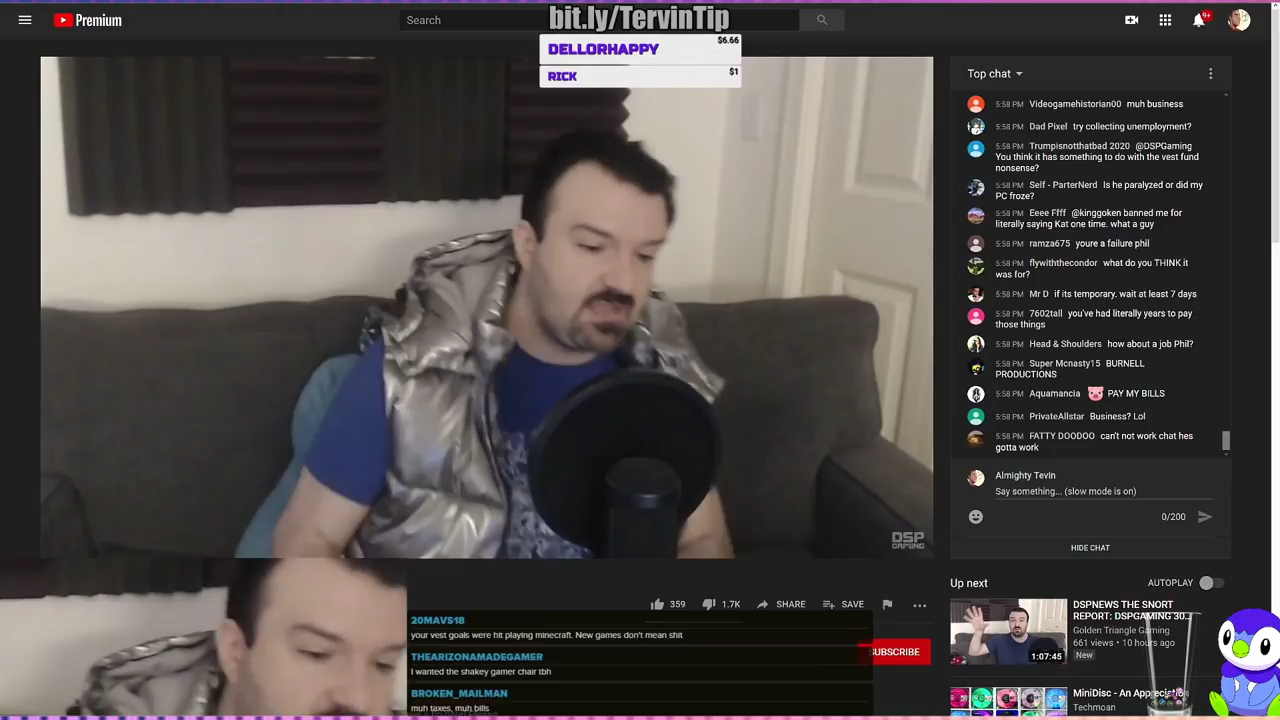 Premium
Search
bit.ly/TervinTip
9+
DELLORHAPPY
$6.66
RICK
$1
Top chat
5:58 PM Videogamehistorian00 muh business
5:58 PM Dad Pixel try collecting unemployment?
5:58 PM Trumpisnotthatbad 2020 @DSPGaming
You think it has something to do with the vest fund
nonsense?
5:58 PM Self - ParterNerd Is he paralyzed or did my
PC froze?
5:58 PM Eeee Ffff @kinggoken banned me for
literally saying Kat one time. what a guy
5:58 PM ramza675 youre a failure phil
5:58 PM flywiththecondor what do you THINK it
was for?
5:58 PM Mr D if its temporary. wait at least 7 days
5:58 PM 7602tall you've had literally years to pay
those things
5:58 PM Head & Shoulders how about a job Phil?
5:58 PM Super Mcnasty15 BURNELL
PRODUCTIONS
5:58 PM Aquamancia PAY MY BILLS
5:58 PM PrivateAllstar Business? Lol
5:58 PM FATTY DOODOO can't not work chat hes
gotta work
Almighty Tevin
Say something... (slow mode is on)
0/200
HIDE CHAT
DSP
GAMING
359
1.7K
SHARE
SAVE
SUBSCRIBE
20MAVS18
your vest goals were hit playing minecraft. New games don't mean shit
THEARIZONAMADEGAMER
I wanted the shakey gamer chair tbh
BROKEN_MAILMAN
muh taxes, muh bills
Up next
AUTOPLAY
DSPNEWS THE SNORT
REPORT: DSPGAMING 30...
Golden Triangle Gaming
661 views • 10 hours ago
New
1:07:45
MiniDisc - An Appreciation
Techmoan